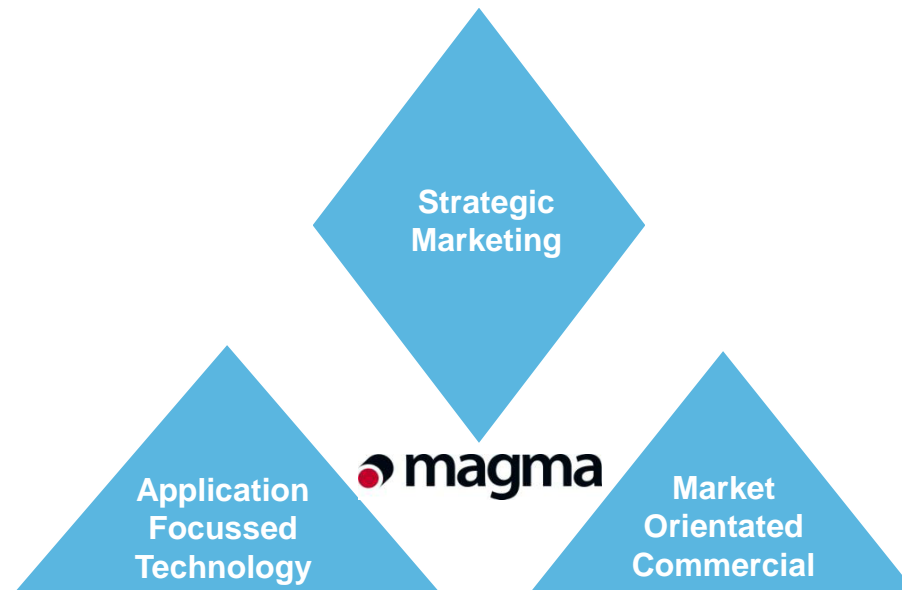 Strategic
Marketing
magma
Application
Focussed
Technology
Market
Orientated
Commercial